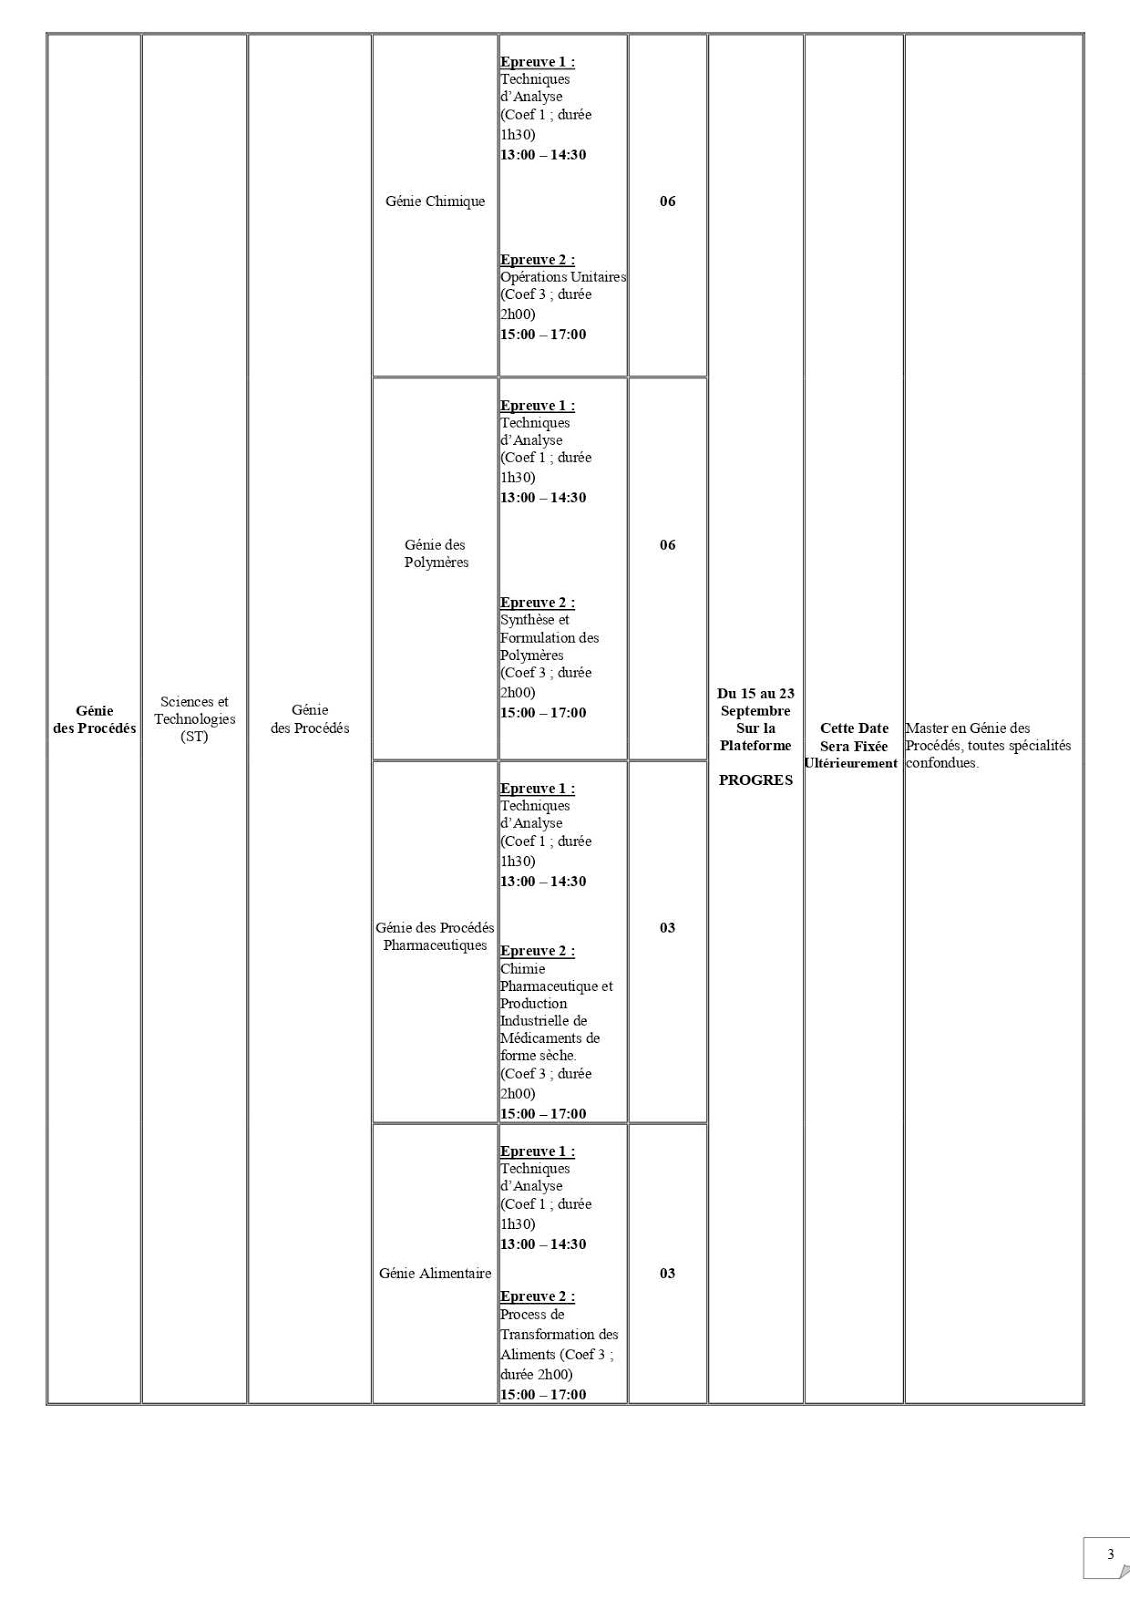 Génie
des Procédés
Sciences et
Technologies
(ST)
Génie
des Procédés
Génie Chimique
Epreuve 1 :
Techniques
d’Analyse
(Coef 1 ; durée
1h30)
13:00 – 14:30
Epreuve 2 :
Opérations Unitaires
(Coef 3 ; durée
2h00)
15:00 – 17:00
06
Génie des
Polymères
Epreuve 1 :
Techniques
d’Analyse
(Coef 1 ; durée
1h30)
13:00 – 14:30
Epreuve 2 :
Synthèse et
Formulation des
Polymères
(Coef 3 ; durée
2h00)
15:00 – 17:00
06
Génie des Procédés
Pharmaceutiques
Epreuve 1 :
Techniques
d’Analyse
(Coef 1 ; durée
1h30)
13:00 – 14:30
Epreuve 2 :
Chimie
Pharmaceutique et
Production
Industrielle de
Médicaments de
forme sèche.
(Coef 3 ; durée
2h00)
15:00 – 17:00
03
Génie Alimentaire
Epreuve 1 :
Techniques
d’Analyse
(Coef 1 ; durée
1h30)
13:00 – 14:30
Epreuve 2 :
Process de
Transformation des
Aliments (Coef 3 ;
durée 2h00)
15:00 – 17:00
03
Du 15 au 23
Septembre
Sur la
Plateforme
PROGRES
Cette Date
Sera Fixée
Ultérieurement
Master en Génie des
Procédés, toutes spécialités
confondues.
3